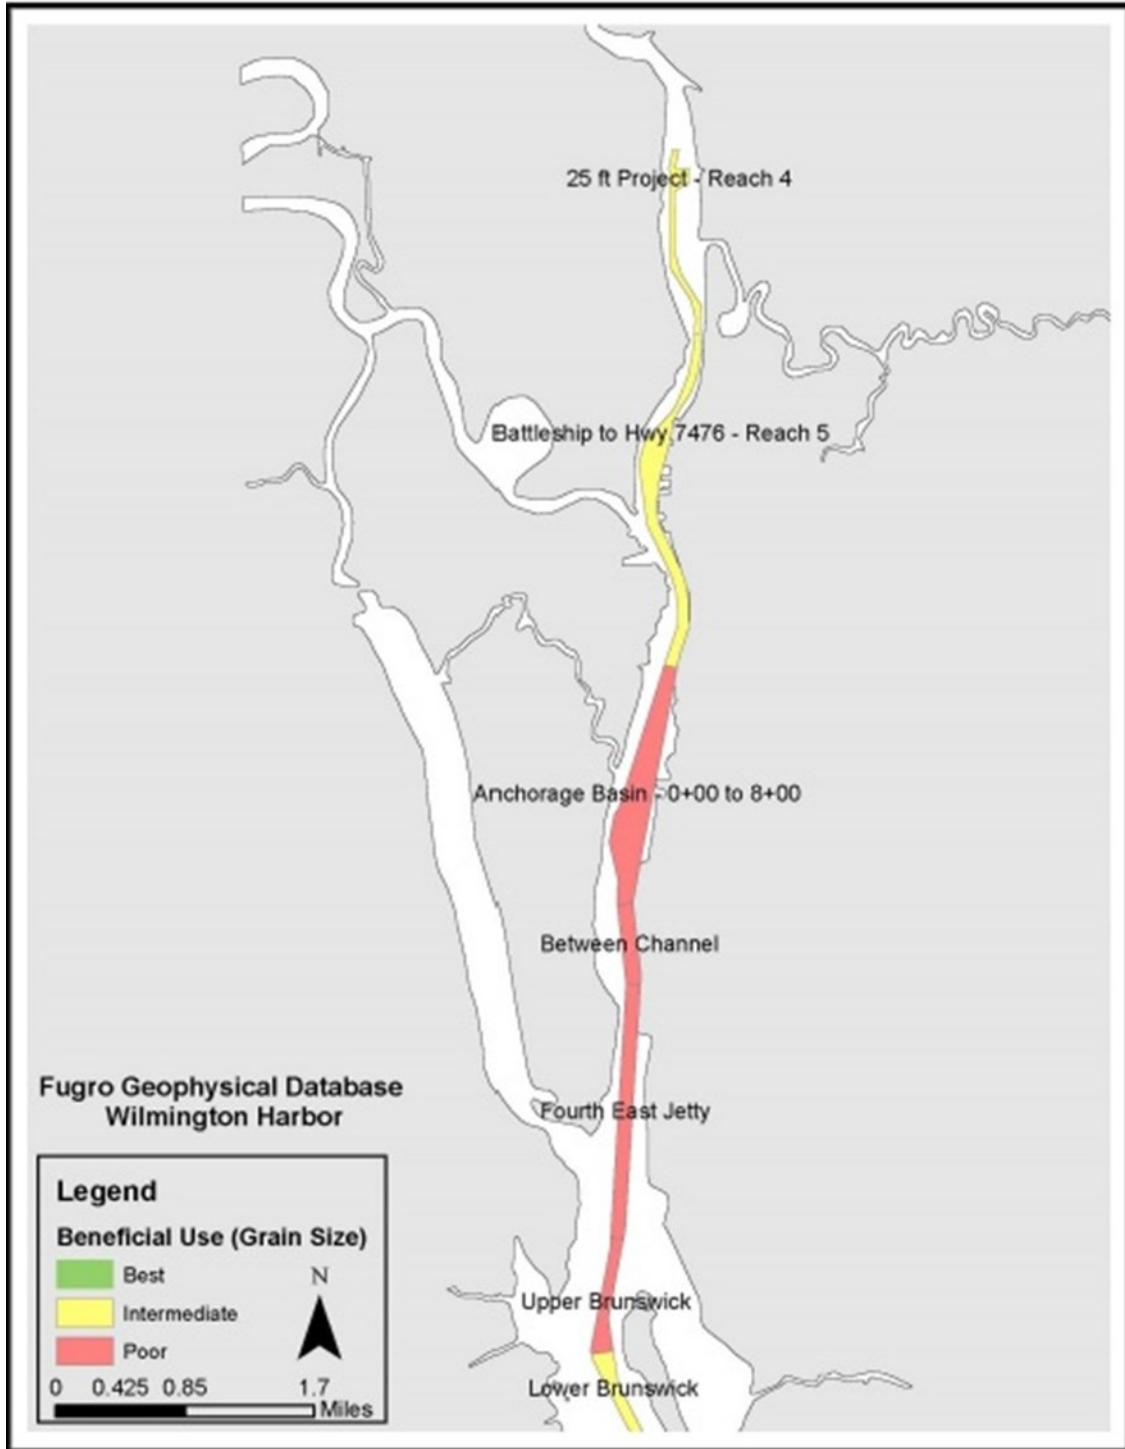 25 ft Project - Reach 4
Battleship to Hwy 7476 - Reach 5
Anchorage Basin - 0+00 to 8+00
Between Channel
Fugro Geophysical Database
Wilmington Harbor
Fourth East Jetty
Legend
Beneficial Use (Grain Size)
Best
N
Intermediate
Poor
0 0.425 0.85 1.7
Miles
Upper Brunswick
Lower Brunswick